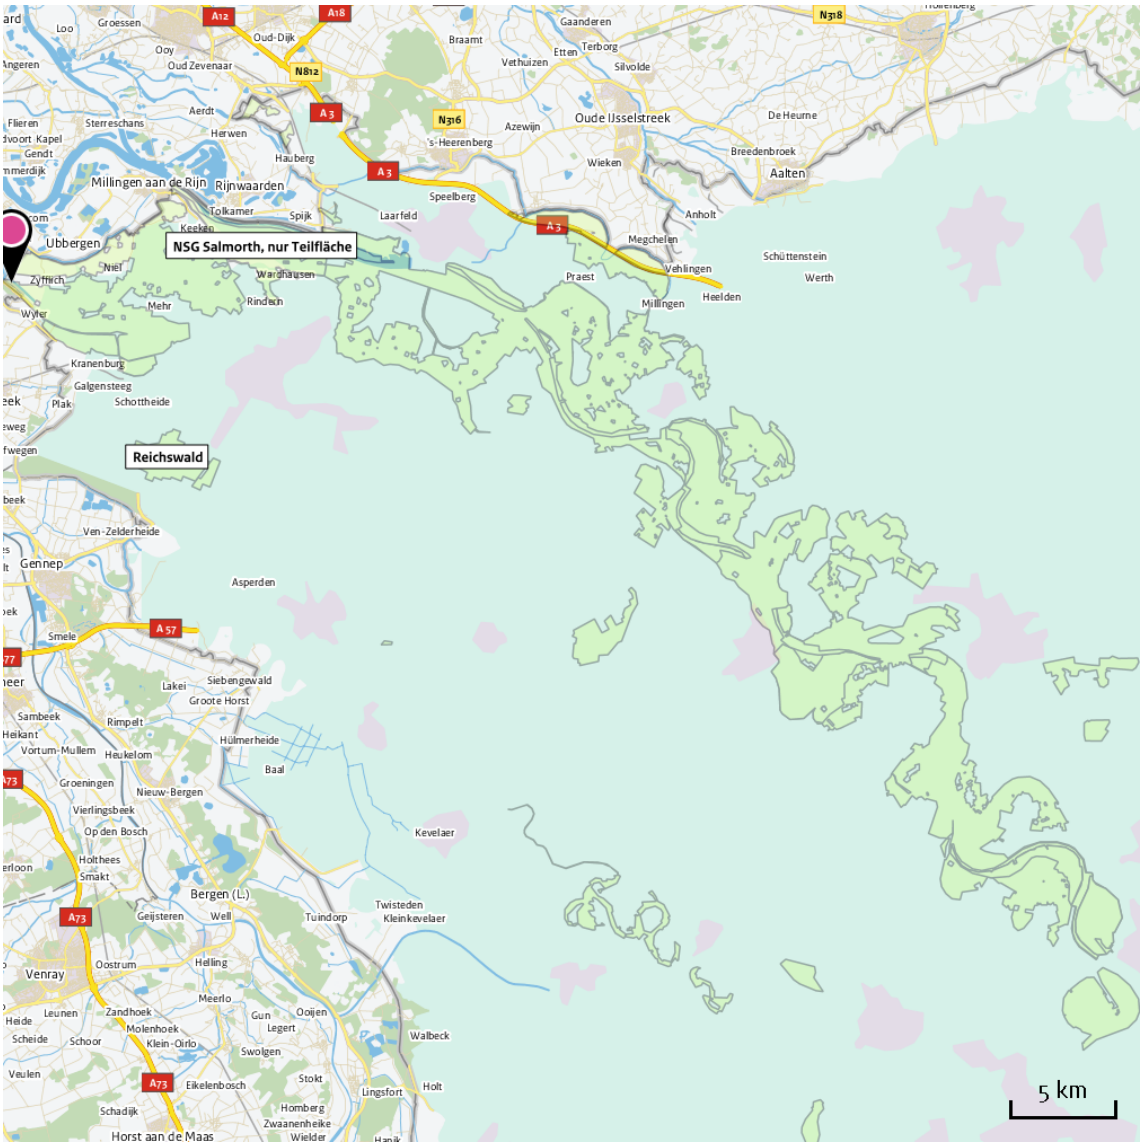 A12
A18
N318
Groessen
Loo
Gaanderen
Oud-Dijk
Braamt
Etten
Terborg
Ooy
Vethuizen
Angeren
Oud Zevenaar
N812
Silvolde
Aerdt
A 3
N316
De Heurne
Flieren
Sterreschans
Azewijn
Oude IJsselstreek
Herwen
's-Heerenberg
Gendt
Breedenbroek
Hauberg
Wieken
A 3
Aalten
Millingen aan de Rijn
Rijnwaarden
Speelberg
Tolkamer
Spijk
Laarfeld
Anholt
Keeken
A 3
Megchelen
Ubbergen
NSG Salmorth, nur Teilfläche
Schüttenstein
Niel
Wardhausen
Vehlingen
Zyfflich
Praest
Werth
Rindern
Heelden
Mehr
Millingen
Wyler
Kranenburg
Galgensteeg
Plak
Schottheide
Reichswald
Ven-Zelderheide
Gennep
Asperden
A 57
Smele
Siebengewald
Lakei
Groote Horst
Sambeek
Rimpelt
Heikant
Hülmerheide
Vortum-Mullem
Heukelom
Baal
A73
Groeningen
Nieuw-Bergen
Vierlingsbeek
Op den Bosch
Kevelaer
Holthees
Smakt
Bergen (L.)
Twisteden
A73
Geijsteren
Well
Tuindorp
Kleinkevelaer
Oostrum
Helling
Venray
Meerlo
Leunen
Zandhoek
Gun
Ooijen
Heide
Molenhoek
Legert
Scheide
Schoor
Klein-Oirlo
Walbeck
Swolgen
Veulen
A73
Eikelenbosch
Stokt
Holt
5 km
Lingsfort
Schadijk
Homberg
Zwaanenheike
Horst aan de Maas
Wielder